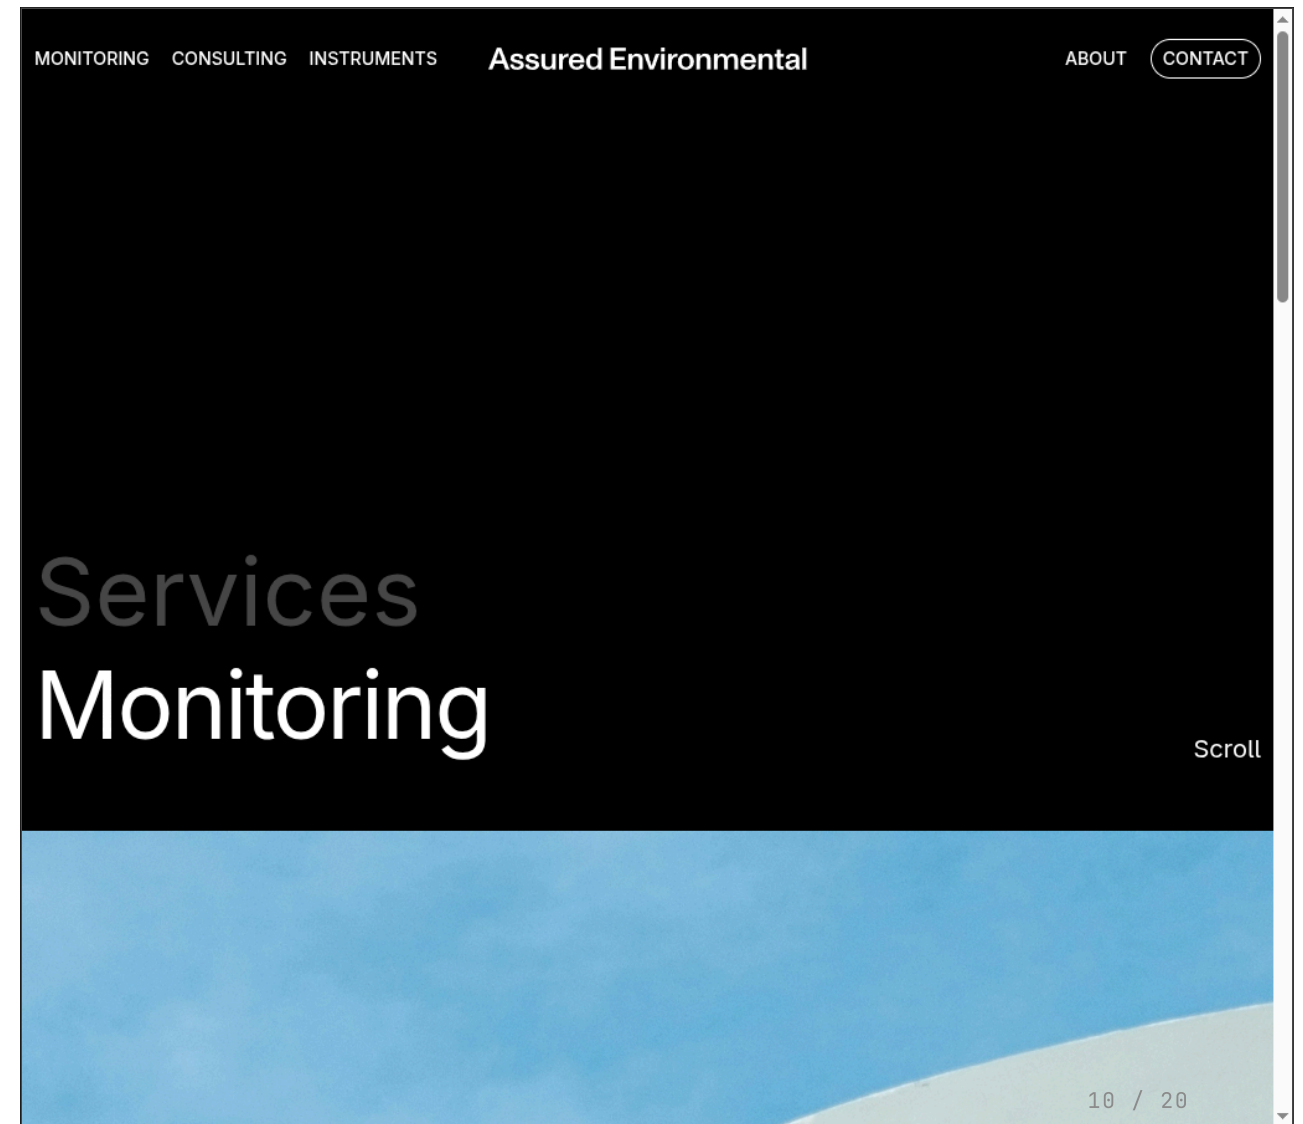 MONITORING CONSULTING INSTRUMENTS Assured Environmental ABOUT CONTACT
Services
Monitoring
Scroll
10 / 20